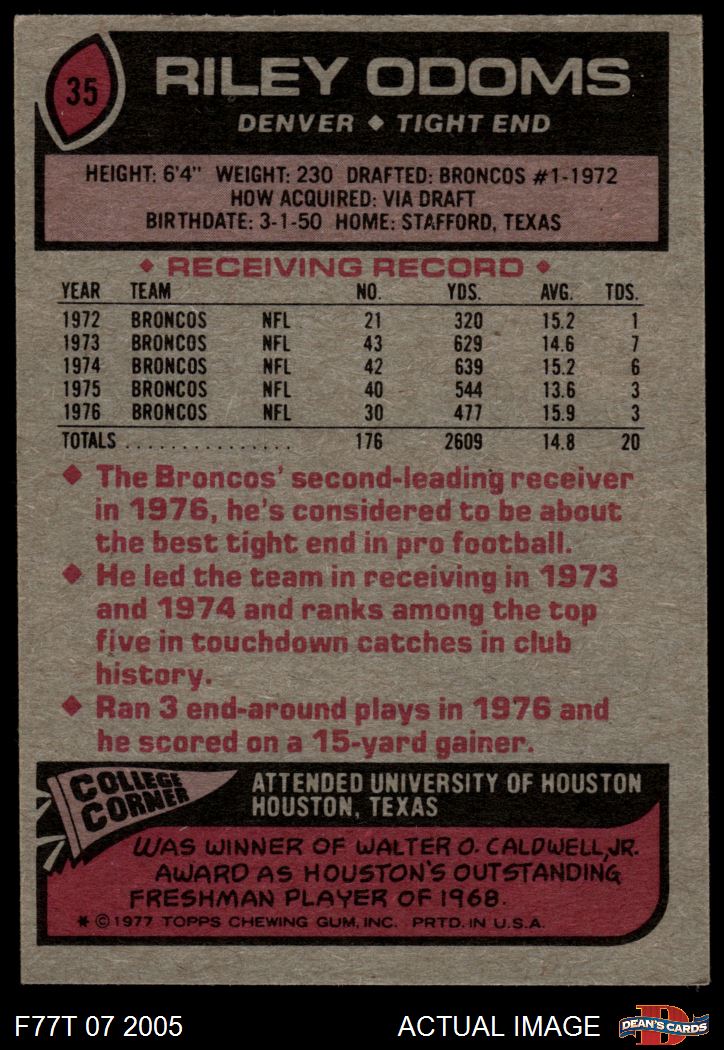 35
RILEY ODOMS
DENVER ◆ TIGHT END
HEIGHT: 6'4" WEIGHT: 230 DRAFTED: BRONCOS #1-1972
HOW ACQUIRED: VIA DRAFT
BIRTHDATE: 3-1-50 HOME: STAFFORD, TEXAS
◆ RECEIVING RECORD ◆
YEAR TEAM NO. YDS. AVG. TDS.
1972 BRONCOS NFL 21 320 15.2 1
1973 BRONCOS NFL 43 629 14.6 7
1974 BRONCOS NFL 42 639 15.2 6
1975 BRONCOS NFL 40 544 13.6 3
1976 BRONCOS NFL 30 477 15.9 3
TOTALS . . . . . . . . . . . . . . . 176 2609 14.8 20
◆ The Broncos' second-leading receiver
in 1976, he's considered to be about
the best tight end in pro football.
◆ He led the team in receiving in 1973
and 1974 and ranks among the top
five in touchdown catches in club
history.
◆ Ran 3 end-around plays in 1976 and
he scored on a 15-yard gainer.
COLLEGE
CORNER
ATTENDED UNIVERSITY OF HOUSTON
HOUSTON, TEXAS
WAS WINNER OF WALTER O. CALDWELL, JR.
AWARD AS HOUSTON'S OUTSTANDING
FRESHMAN PLAYER OF 1968.
* © 1977 TOPPS CHEWING GUM, INC. PRTD. IN U.S.A.
F77T 07 2005 ACTUAL IMAGE
D
DEAN'S CARDS